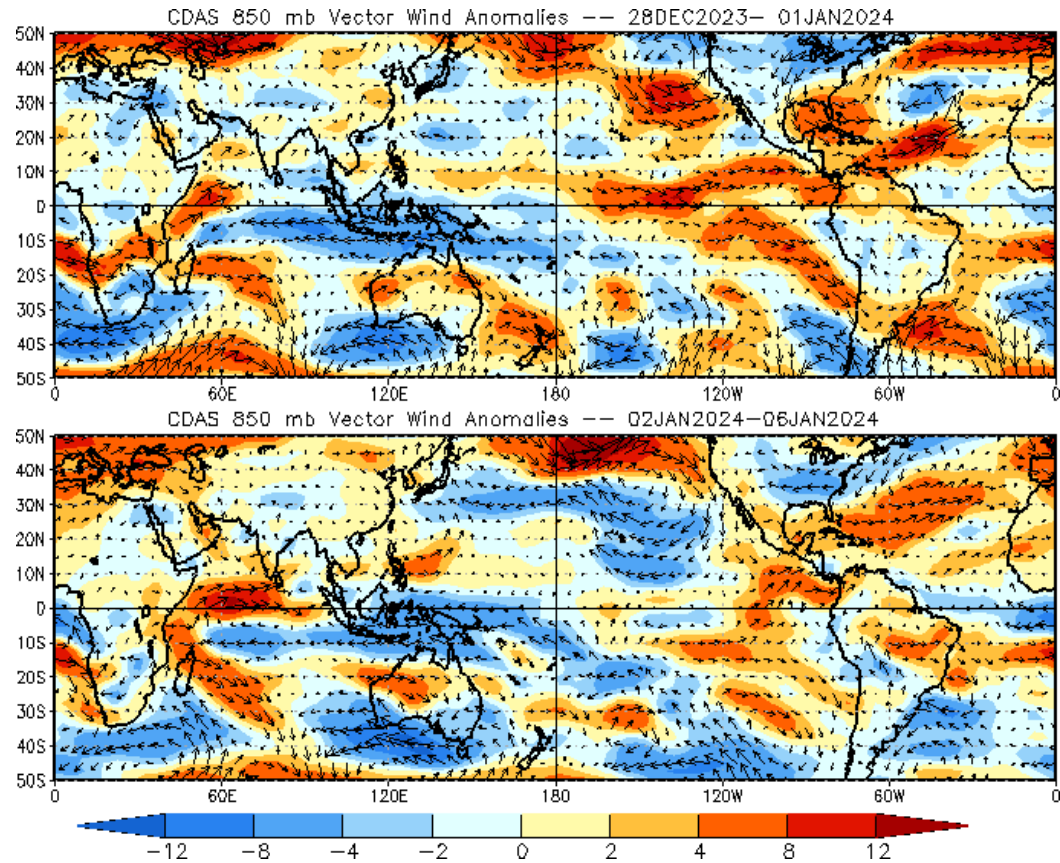 CDAS 850 mb Vector Wind Anomalies -- 28DEC2023- 01JAN2024
50N
40N
30N
20N
10N
0
10S
20S
30S
40S
50S
0 60E 120E 180 120W 60W 0
CDAS 850 mb Vector Wind Anomalies -- 02JAN2024-06JAN2024
50N
40N
30N
20N
10N
0
10S
20S
30S
40S
50S
0 60E 120E 180 120W 60W 0
-12 -8 -4 -2 0 2 4 8 12